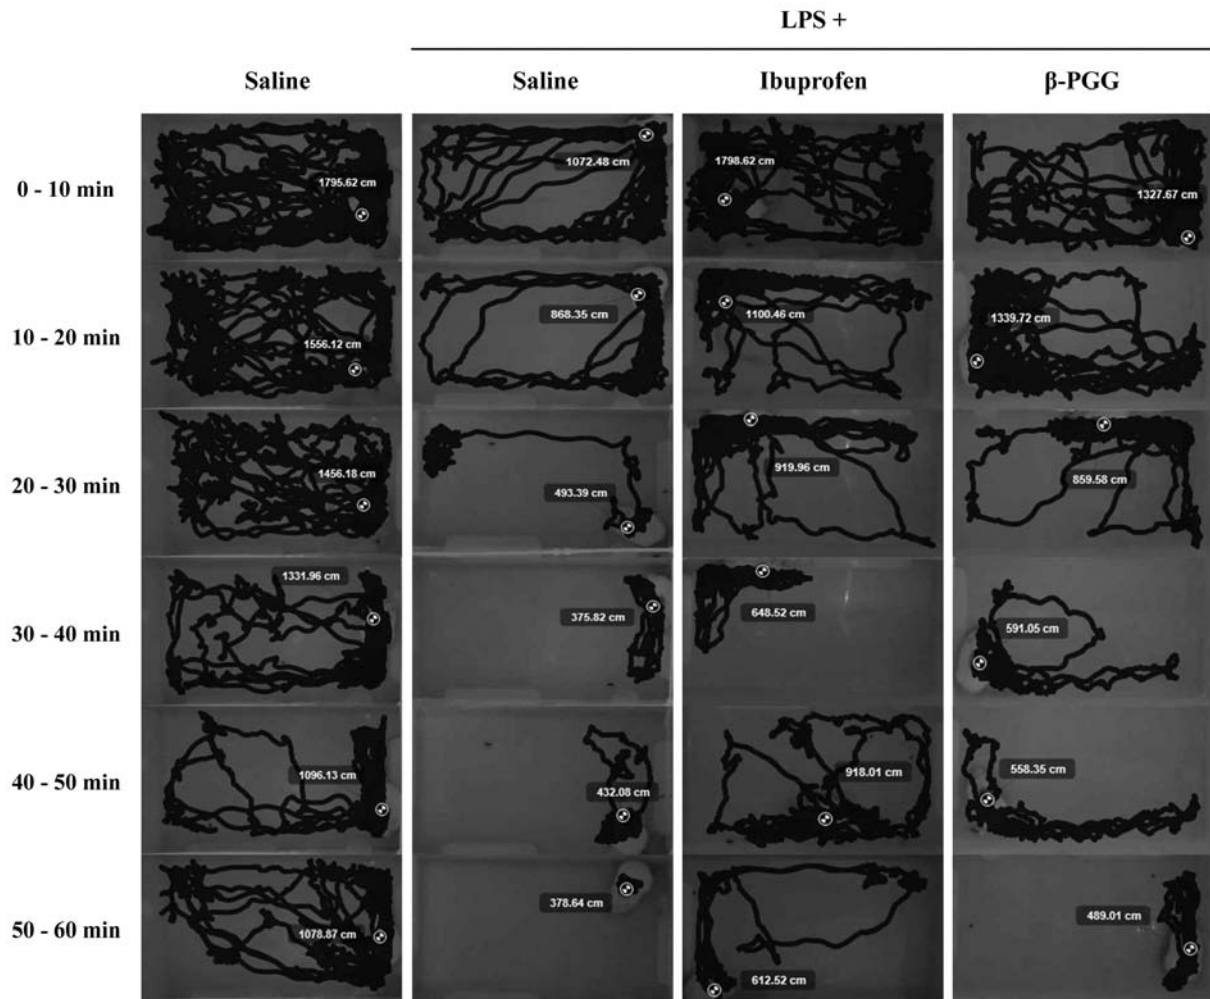 LPS +
Saline Saline Ibuprofen β-PGG
0 - 10 min 1795.62 cm 1072.48 cm 1798.62 cm 1327.67 cm
10 - 20 min 1556.12 cm 868.35 cm 1100.46 cm 1339.72 cm
20 - 30 min 1456.18 cm 493.39 cm 919.96 cm 859.58 cm
30 - 40 min 1331.96 cm 375.82 cm 648.52 cm 591.05 cm
40 - 50 min 1096.13 cm 432.08 cm 918.01 cm 558.35 cm
50 - 60 min 1078.87 cm 378.64 cm 612.52 cm 489.01 cm